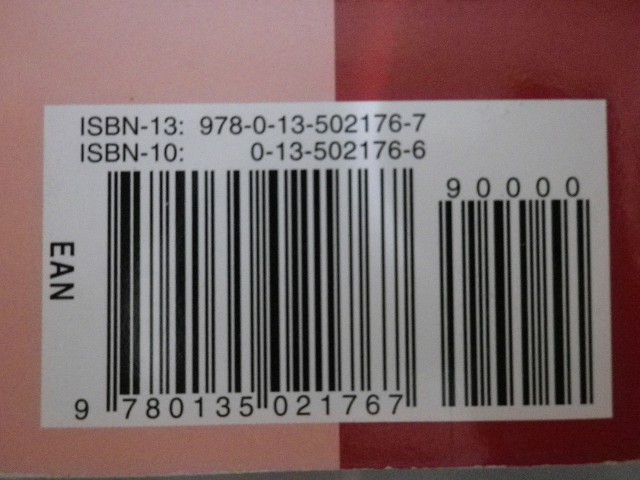 ISBN-13: 978-0-13-502176-7
ISBN-10: 0-13-502176-6
90000
EAN
9 780135 021767